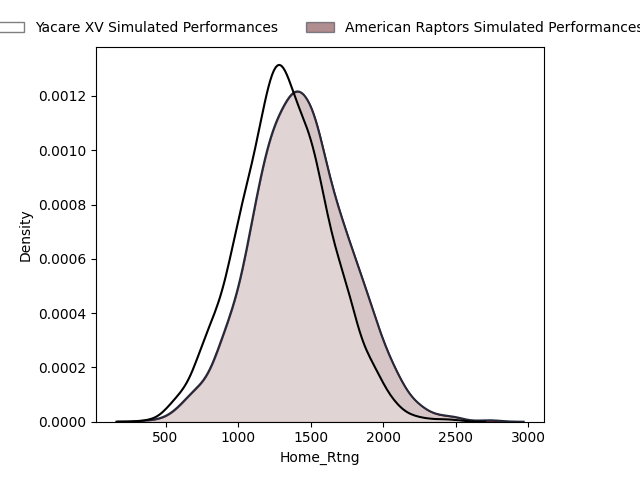 Yacare XV Simulated Performances American Raptors Simulated Performances
0.0012
0.0010
0.0008
0.0006
0.0004
0.0002
0.0000
Density
500 1000 1500 2000 2500 3000
Home_Rtng